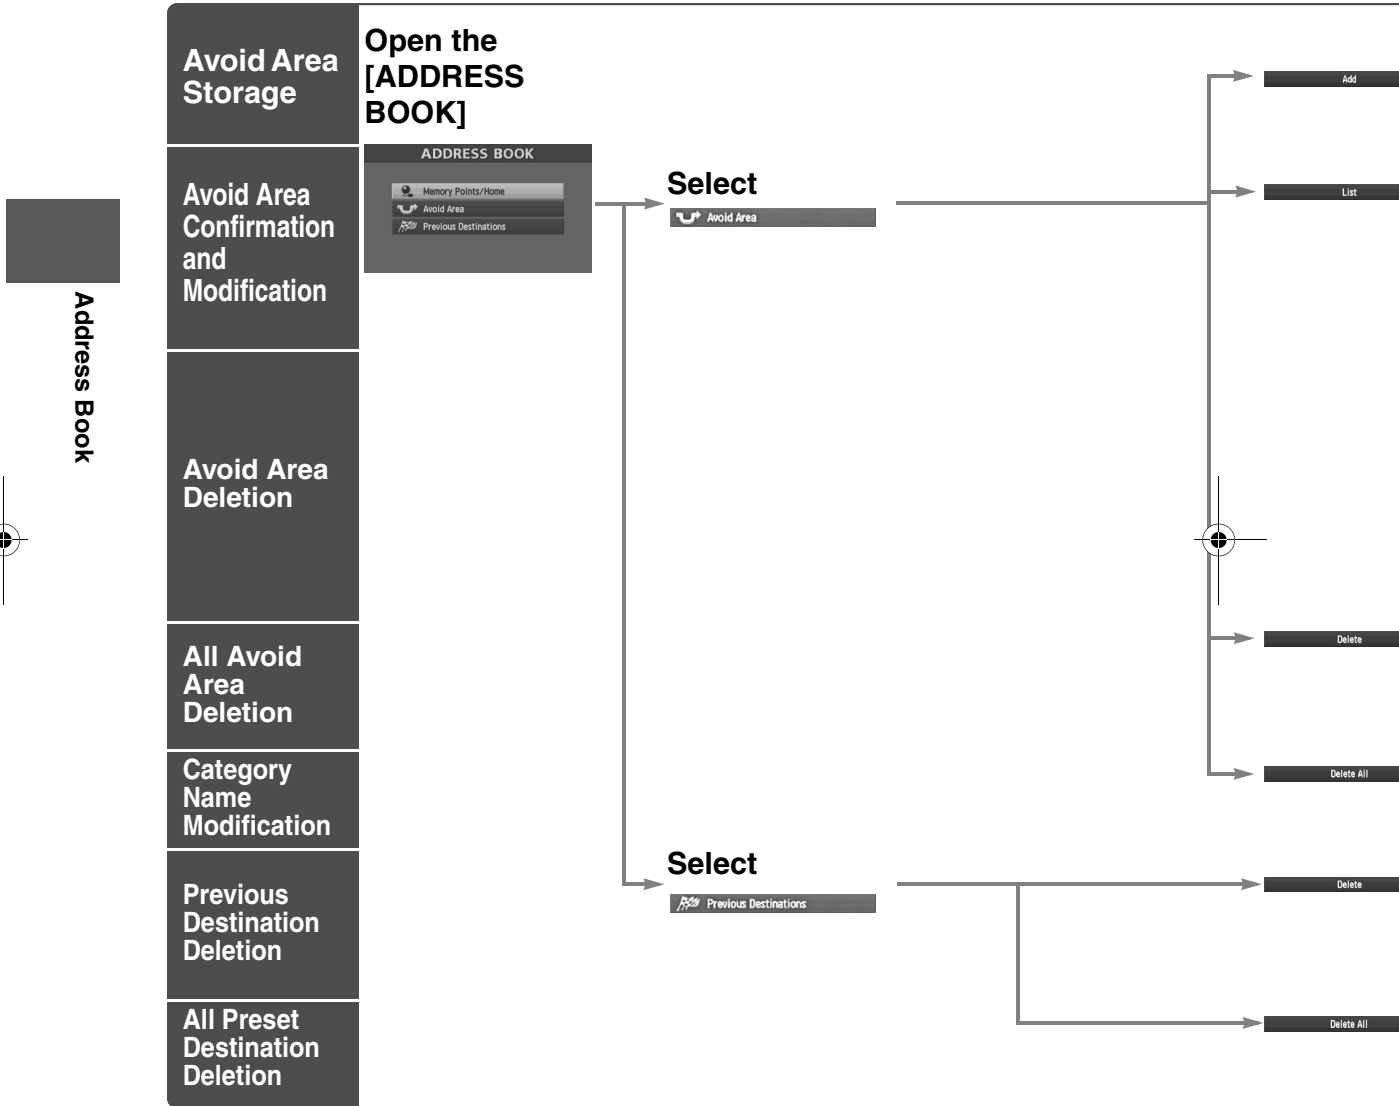 Avoid Area
Storage
Open the
[ADDRESS
BOOK]
Add
Avoid Area
Confirmation
and
Modification
ADDRESS BOOK
Memory Points/Home
Avoid Area
Previous Destinations
Select
Avoid Area
List
Address Book
Avoid Area
Deletion
Delete
All Avoid
Area
Deletion
Delete All
Category
Name
Modification
Previous
Destination
Deletion
Select
Previous Destinations
Delete
All Preset
Destination
Deletion
Delete All